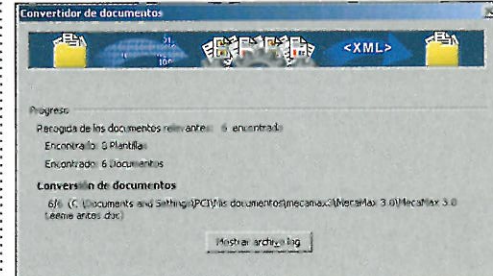 Convertidor de documentos
<XML>
Progreso
Recogida de los documentos relevantes: 6 encontrado
Encontrado: 0 Plantillas
Encontrado: 6 Documentos
Conversión de documentos
6/6 (C:\Documents and Settings\PCI\Mis documentos\mecamax3\MecaMax 3.0\MecaMax 3.0
Leeme antes.doc)
Mostrar archivo log